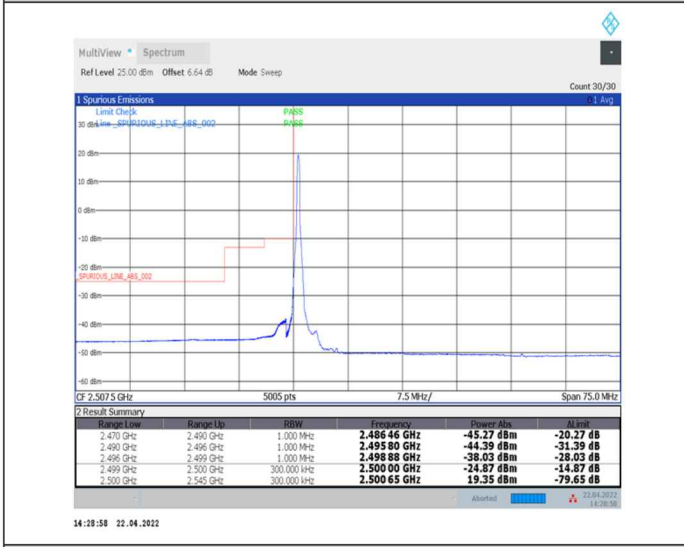 MultiView Spectrum
Ref Level 25.00 dBm Offset 6.64 dB Mode Sweep
Count 30/30
1 Spurious Emissions 1 Avg
Limit Check PASS
30 dBm Line _SPURIOUS_LINE_ABS_002 PASS
20 dBm
10 dBm
0 dBm
-10 dBm
-20 dBm
_SPURIOUS_LINE_ABS_002
-30 dBm
-40 dBm
-50 dBm
-60 dBm
CF 2.507 5 GHz 5005 pts 7.5 MHz/ Span 75.0 MHz
2 Result Summary
Range Low Range Up RBW Frequency Power Abs ΔLimit
2.470 GHz 2.490 GHz 1.000 MHz 2.486 46 GHz -45.27 dBm -20.27 dB
2.490 GHz 2.496 GHz 1.000 MHz 2.495 80 GHz -44.39 dBm -31.39 dB
2.496 GHz 2.499 GHz 1.000 MHz 2.498 88 GHz -38.03 dBm -28.03 dB
2.499 GHz 2.500 GHz 300.000 kHz 2.500 00 GHz -24.87 dBm -14.87 dB
2.500 GHz 2.545 GHz 300.000 kHz 2.500 65 GHz 19.35 dBm -79.65 dB
Aborted 22.04.2022
14:28:58
14:28:58 22.04.2022